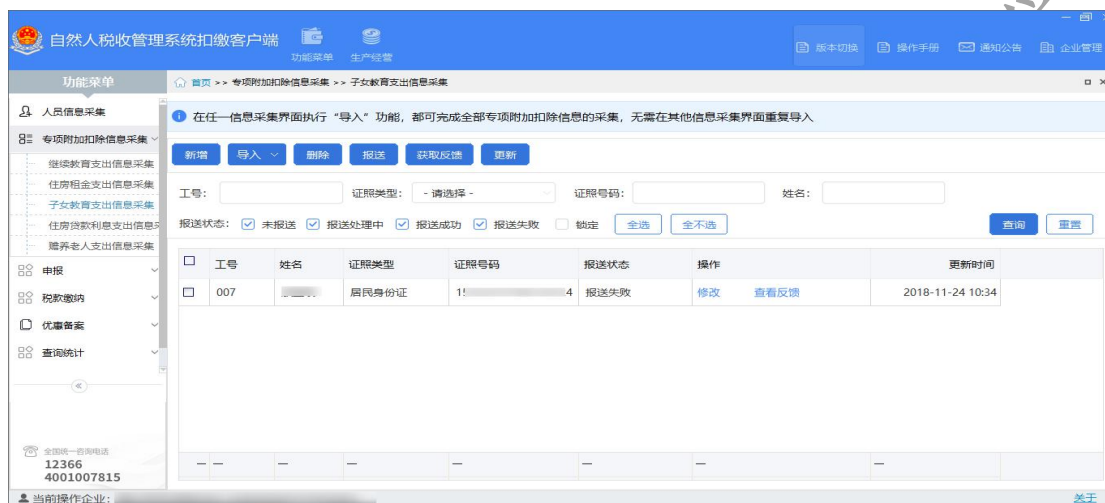 自然人税收管理系统扣缴客户端
功能菜单 生产经营
版本切换 操作手册 通知公告 企业管理
功能菜单
首页 >> 专项附加扣除信息采集 >> 子女教育支出信息采集
人员信息采集
专项附加扣除信息采集
继续教育支出信息采集
住房租金支出信息采集
子女教育支出信息采集
住房贷款利息支出信息
赡养老人支出信息采集
申报
税款缴纳
优惠备案
查询统计
全国统一咨询电话
12366
4001007815
在任一信息采集界面执行“导入”功能，都可完成全部专项附加扣除信息的采集，无需在其他信息采集界面重复导入
新增 导入 删除 报送 获取反馈 更新
工号： 证照类型： - 请选择 - 证照号码： 姓名：
报送状态： 未报送 报送处理中 报送成功 报送失败 锁定 全选 全不选 查询 重置
工号 姓名 证照类型 证照号码 报送状态 操作 更新时间
007 居民身份证 1 4 报送失败 修改 查看反馈 2018-11-24 10:34
— — — — — — — —
当前操作企业： 关于